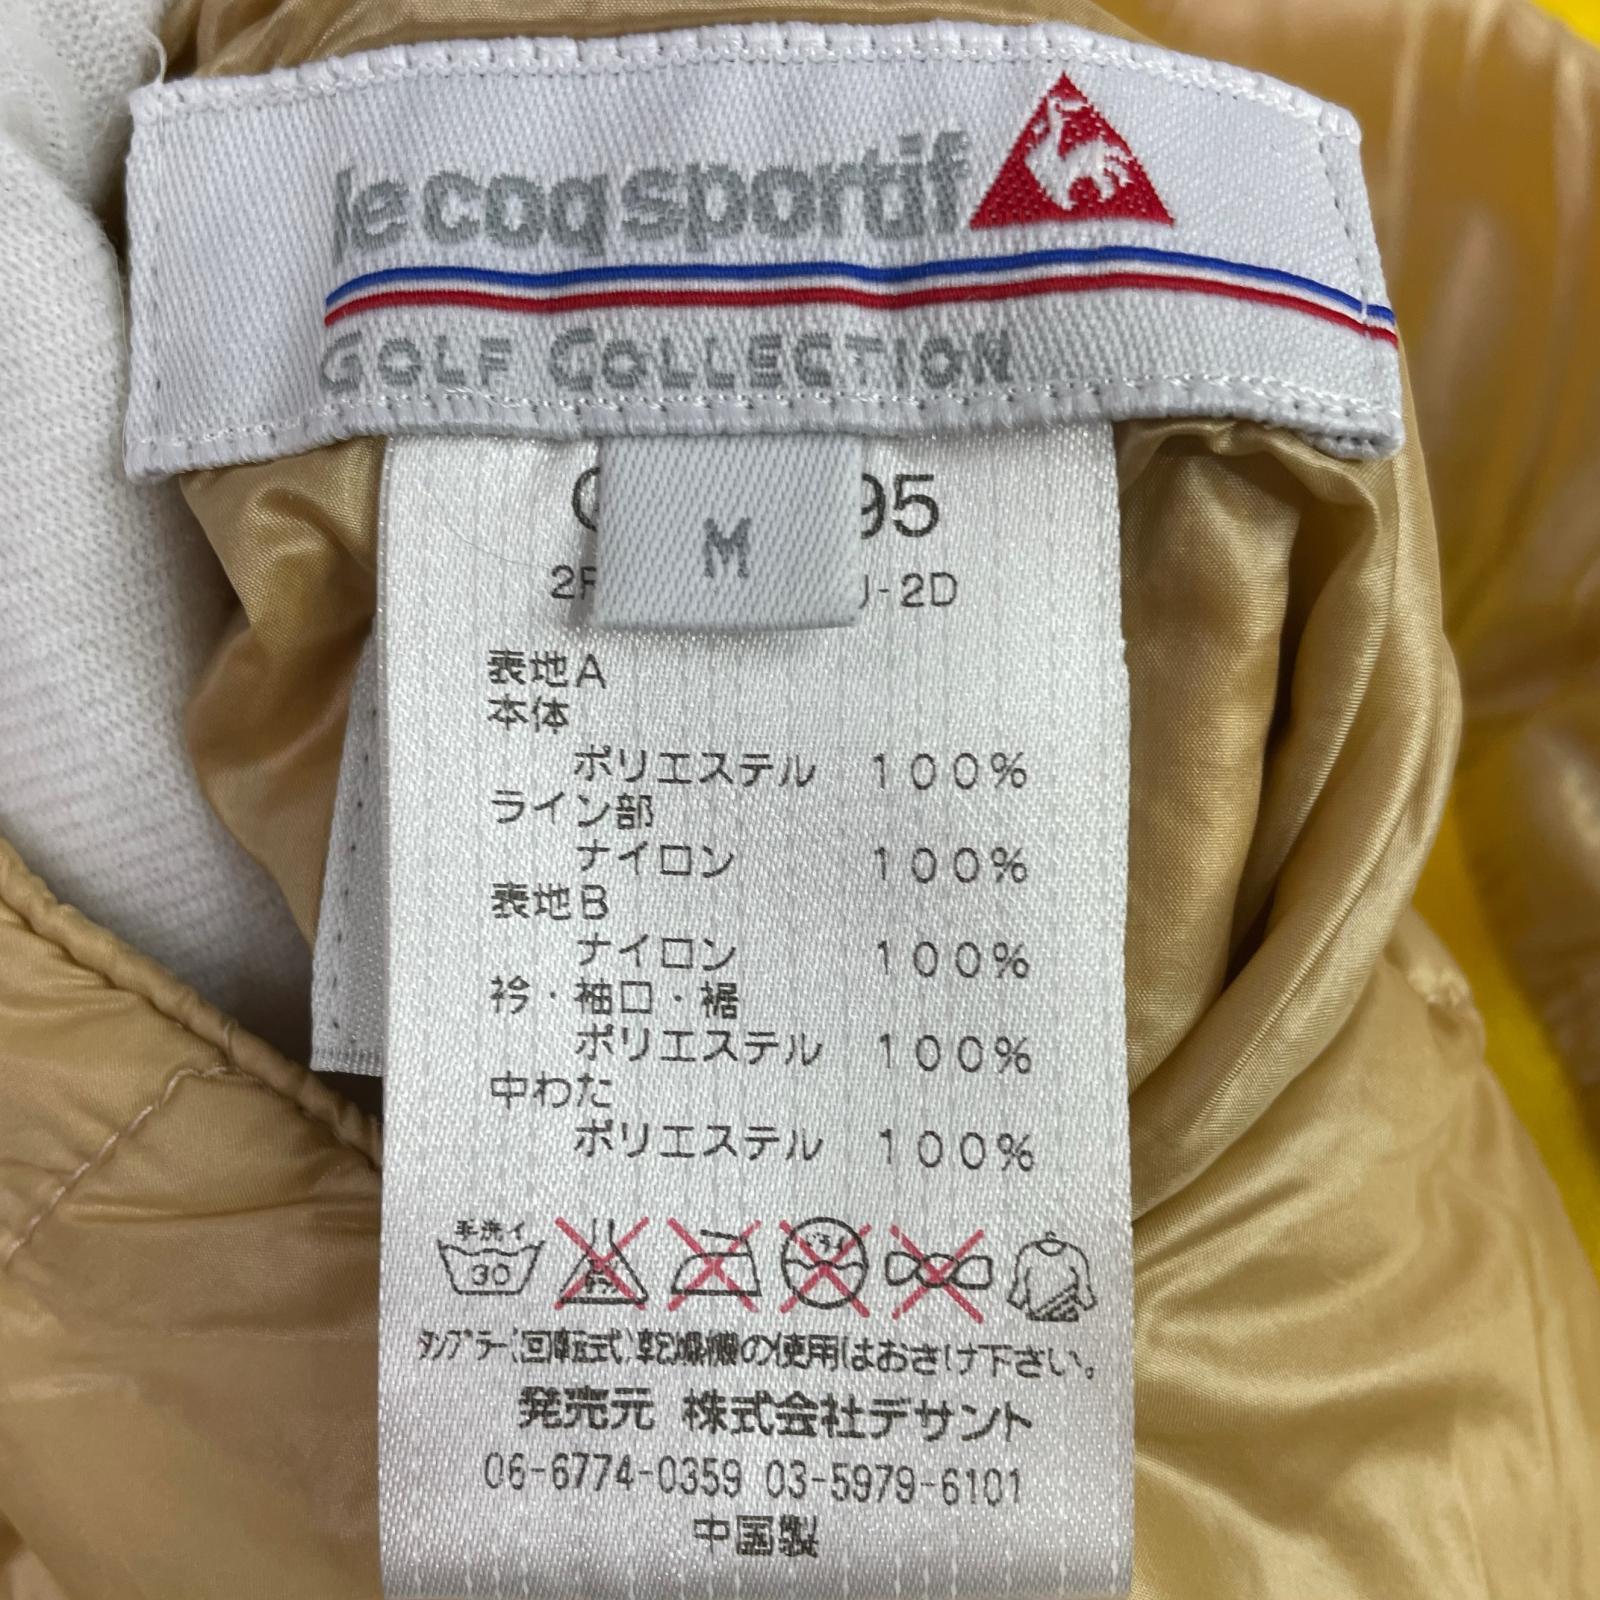 le coq sportif
GOLF COLLECTION
M
95
-2D
表地A
本体
ポリエステル 100%
ライン部
ナイロン 100%
表地B
ナイロン 100%
衿・袖口・裾
ポリエステル 100%
中わた
ポリエステル 100%
手洗イ
30
タンブラー(回転式)乾燥機の使用はおさけ下さい。
発売元 株式会社デサント
06-6774-0359 03-5979-6101
中国製